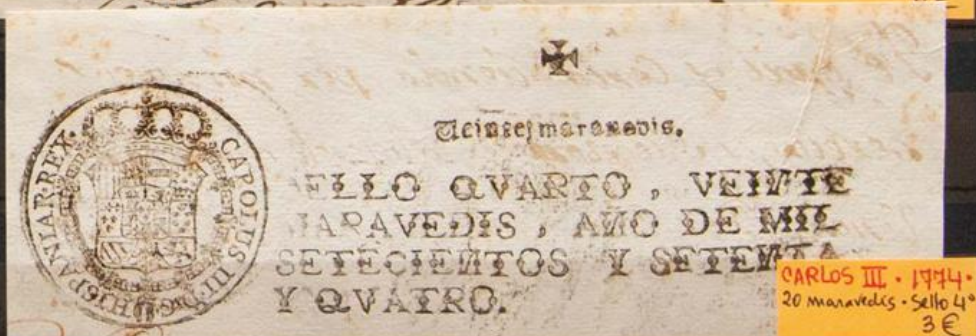 CAROLUS III D G HISPANIAR REX
Veinte maravedis.
SELLO QVARTO, VEINTE
MARAVEDIS, AÑO DE MIL
SETECIENTOS Y SETENTA
Y QVATRO.
CARLOS III · 1774 ·
20 maravedís · Sello 4º
3 €